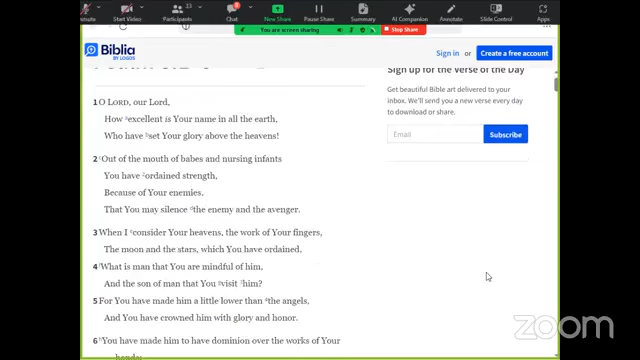 Start Video
Participants
23
Chat
New Share
Pause Share
Summary
AI Companion
Annotate
Slide Control
Apps
You are screen sharing
Stop Share
Biblia
BY LOGOS
Sign in or Create a free account
Sign up for the Verse of the Day
Get beautiful Bible art delivered to your
inbox. We'll send you a new verse every day
to download or share.
Email Subscribe
1 O LORD, our Lord,
How excellent is Your name in all the earth,
Who have set Your glory above the heavens!
2 Out of the mouth of babes and nursing infants
You have ordained strength,
Because of Your enemies,
That You may silence the enemy and the avenger.
3 When I consider Your heavens, the work of Your fingers,
The moon and the stars, which You have ordained,
4 What is man that You are mindful of him,
And the son of man that You visit him?
5 For You have made him a little lower than the angels,
And You have crowned him with glory and honor.
6 You have made him to have dominion over the works of Your
hands;
zoom